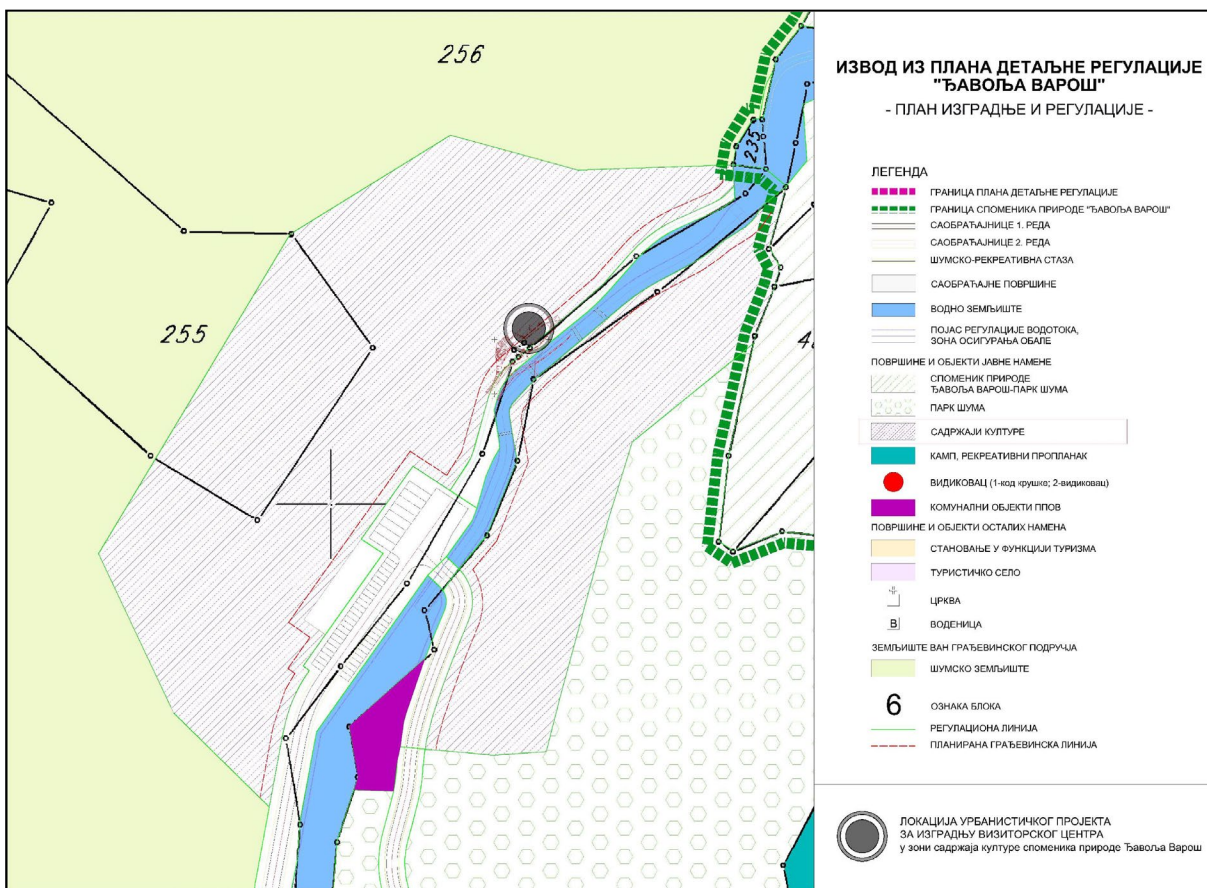 256
235
255
ИЗВОД ИЗ ПЛАНА ДЕТАЉНЕ РЕГУЛАЦИЈЕ
"ЂАВОЉА ВАРОШ"
- ПЛАН ИЗГРАДЊЕ И РЕГУЛАЦИЈЕ -
ЛЕГЕНДА
ГРАНИЦА ПЛАНА ДЕТАЉНЕ РЕГУЛАЦИЈЕ
ГРАНИЦА СПОМЕНИКА ПРИРОДЕ "ЂАВОЉА ВАРОШ"
САОБРАЋАЈНИЦЕ 1. РЕДА
САОБРАЋАЈНИЦЕ 2. РЕДА
ШУМСКО-РЕКРЕАТИВНА СТАЗА
САОБРАЋАЈНЕ ПОВРШИНЕ
ВОДНО ЗЕМЉИШТЕ
ПОЈАС РЕГУЛАЦИЈЕ ВОДОТОКА,
ЗОНА ОСИГУРАЊА ОБАЛЕ
ПОВРШИНЕ И ОБЈЕКТИ ЈАВНЕ НАМЕНЕ
СПОМЕНИК ПРИРОДЕ
ЂАВОЉА ВАРОШ-ПАРК ШУМА
ПАРК ШУМА
САДРЖАЈИ КУЛТУРЕ
КАМП, РЕКРЕАТИВНИ ПРОПЛАНАК
ВИДИКОВАЦ (1-код крушке; 2-видиковац)
КОМУНАЛНИ ОБЈЕКТИ ППОВ
ПОВРШИНЕ И ОБЈЕКТИ ОСТАЛИХ НАМЕНА
СТАНОВАЊЕ У ФУНКЦИЈИ ТУРИЗМА
ТУРИСТИЧКО СЕЛО
ЦРКВА
В ВОДЕНИЦА
ЗЕМЉИШТЕ ВАН ГРАЂЕВИНСКОГ ПОДРУЧЈА
ШУМСКО ЗЕМЉИШТЕ
6 ОЗНАКА БЛОКА
РЕГУЛАЦИОНА ЛИНИЈА
ПЛАНИРАНА ГРАЂЕВИНСКА ЛИНИЈА
ЛОКАЦИЈА УРБАНИСТИЧКОГ ПРОЈЕКТА
ЗА ИЗГРАДЊУ ВИЗИТОРСКОГ ЦЕНТРА
у зони садржаја културе споменика природе Ђавоља Варош